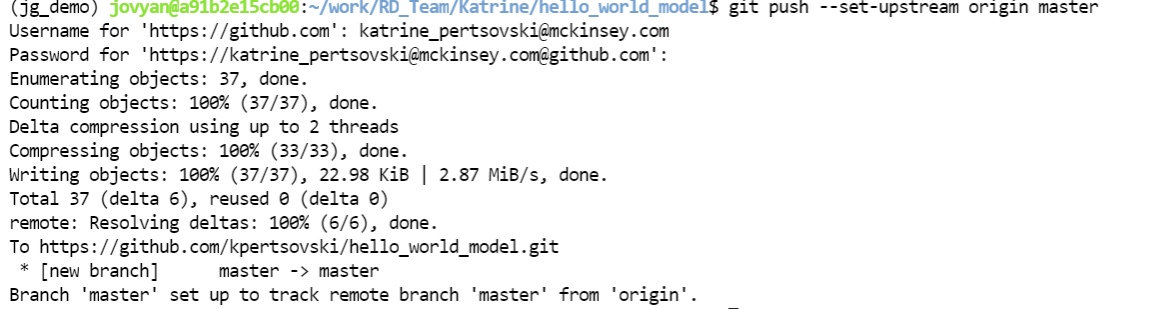 (jg_demo) jovyan@a91b2e15cb00:~/work/RD_Team/Katrine/hello_world_model$ git push --set-upstream origin master
Username for 'https://github.com': katrine_pertsovski@mckinsey.com
Password for 'https://katrine_pertsovski@mckinsey.com@github.com':
Enumerating objects: 37, done.
Counting objects: 100% (37/37), done.
Delta compression using up to 2 threads
Compressing objects: 100% (33/33), done.
Writing objects: 100% (37/37), 22.98 KiB | 2.87 MiB/s, done.
Total 37 (delta 6), reused 0 (delta 0)
remote: Resolving deltas: 100% (6/6), done.
To https://github.com/kpertsovski/hello_world_model.git
 * [new branch]      master -> master
Branch 'master' set up to track remote branch 'master' from 'origin'.